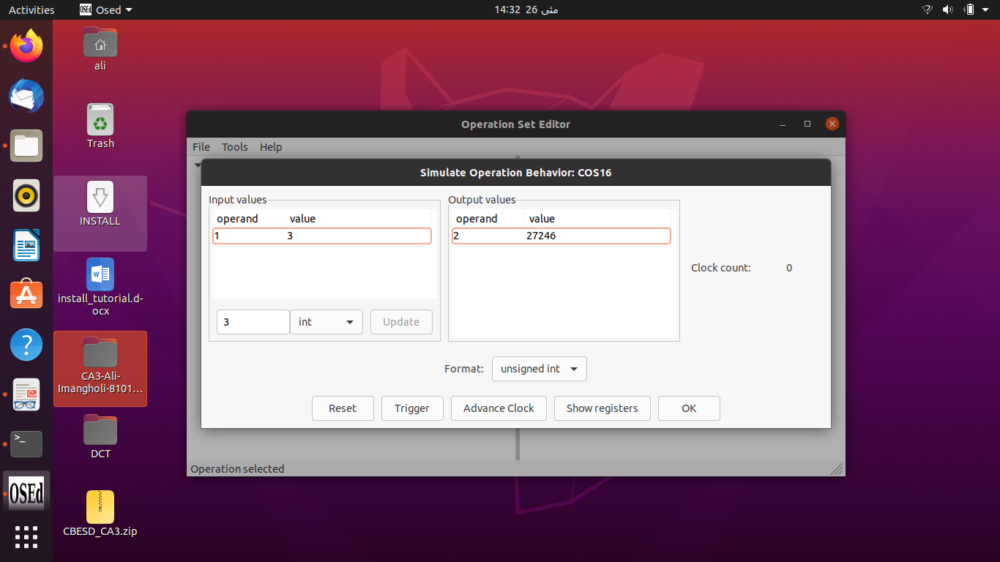 Activities
Osed
مئی 26 14:32
ali
Trash
INSTALL
install_tutorial.d-
ocx
CA3-Ali-
Imangholi-8101...
DCT
CBESD_CA3.zip
OSEd
Operation Set Editor
File Tools Help
Simulate Operation Behavior: COS16
Input values
operand value
1 3
3 int Update
Output values
operand value
2 27246
Clock count: 0
Format: unsigned int
Reset Trigger Advance Clock Show registers OK
Operation selected